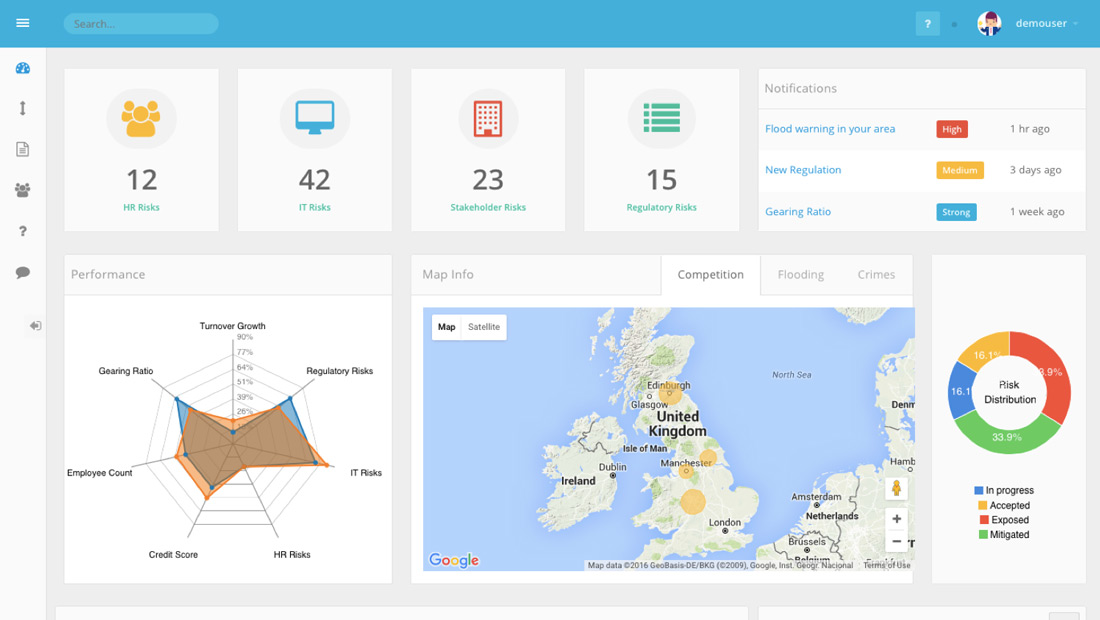 Search...
?
demouser
12
HR Risks
42
IT Risks
23
Stakeholder Risks
15
Regulatory Risks
Notifications
Flood warning in your area High 1 hr ago
New Regulation Medium 3 days ago
Gearing Ratio Strong 1 week ago
?
Performance
Turnover Growth
90%
77%
64%
51%
39%
26%
Gearing Ratio
Regulatory Risks
Employee Count
IT Risks
Credit Score
HR Risks
Map Info
Competition
Flooding
Crimes
Map
Satellite
North Sea
Edinburgh
Glasgow
United
Kingdom
Isle of Man
Manchester
Dublin
Ireland
Hamb
Amsterdam
Netherlands
London
Brussels
Belgium
+
−
Google
Map data ©2016 GeoBasis-DE/BKG (©2009), Google, Inst. Geogr. Nacional
Terms of Use
16.1%
3.9%
16.1
33.9%
Risk
Distribution
In progress
Accepted
Exposed
Mitigated